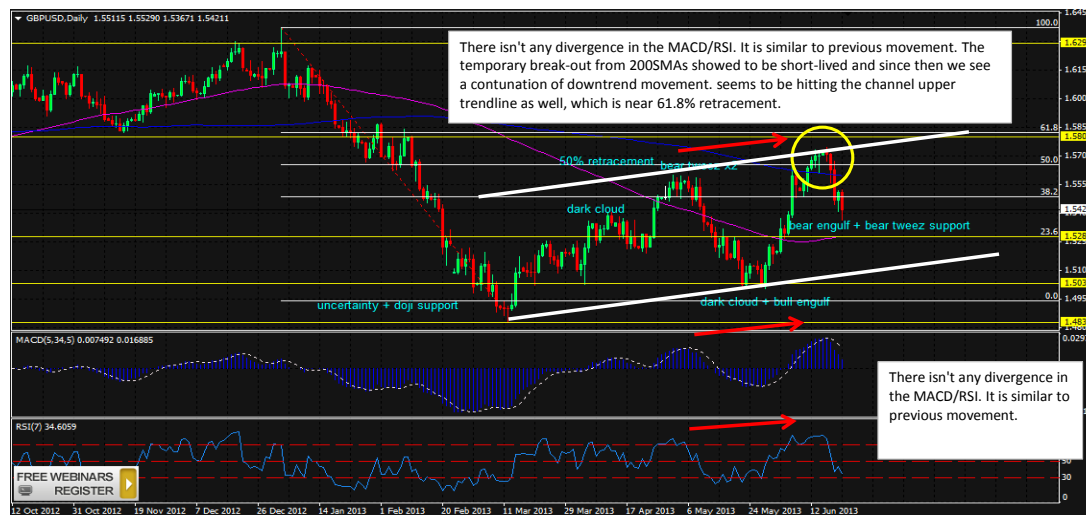 GBPUSD,Daily 1.55115 1.55290 1.53671 1.54211
There isn't any divergence in the MACD/RSI. It is similar to previous movement. The
temporary break-out from 200SMAs showed to be short-lived and since then we see
a contunation of downtrend movement. seems to be hitting the channel upper
trendline as well, which is near 61.8% retracement.
100.0
1.645
1.629
1.615
1.600
1.585
61.8
1.580
1.570
50.0
1.555
38.2
1.542
23.6
1.528
1.510
1.503
1.495
0.0
1.483
50% retracement
bear tweez x2
dark cloud
bear engulf + bear tweez support
uncertainty + doji support
dark cloud + bull engulf
MACD(5,34,5) 0.007492 0.016885
0.029
There isn't any divergence in
the MACD/RSI. It is similar to
previous movement.
RSI(7) 34.6059
50
30
0
FREE WEBINARS
REGISTER
12 Oct 2012 31 Oct 2012 19 Nov 2012 7 Dec 2012 26 Dec 2012 14 Jan 2013 1 Feb 2013 20 Feb 2013 11 Mar 2013 29 Mar 2013 17 Apr 2013 6 May 2013 24 May 2013 12 Jun 2013